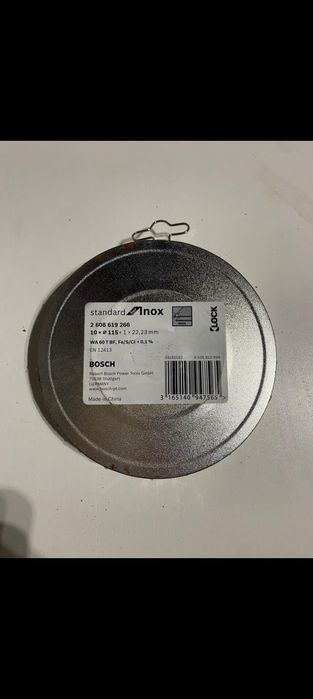 standard for Inox
LOCK
2 608 619 266
10 × ⌀ 115 × 1 × 22,23 mm
WA 60 T BF, Fe/S/Cl < 0,1 %
EN 12413
BOSCH
Robert Bosch Power Tools GmbH
70538 Stuttgart
GERMANY
www.bosch-pt.com
Made in China
3 165140 947565 >